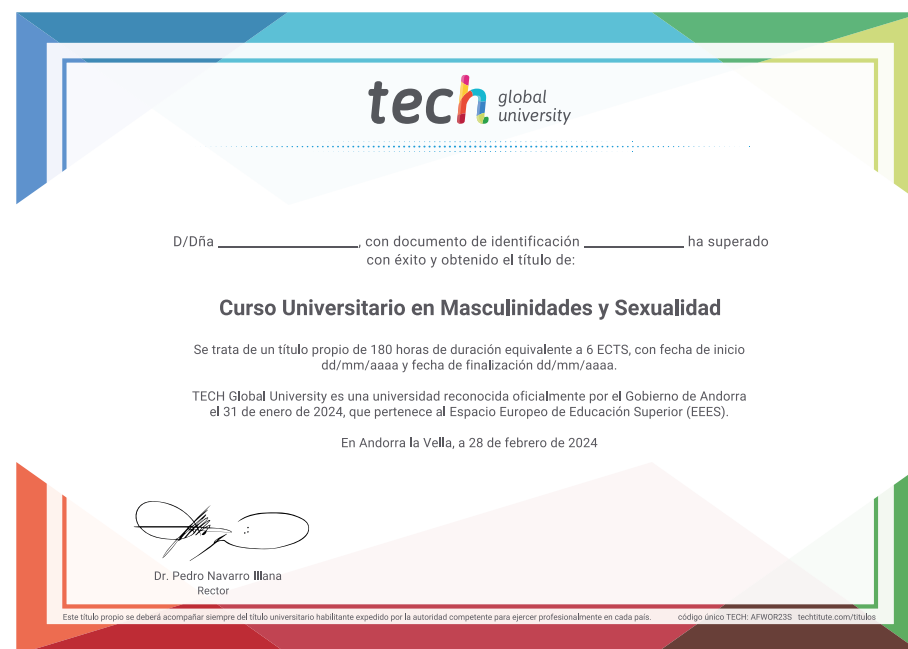 tech global university
D/Dña ____________________, con documento de identificación ______________ ha superado
con éxito y obtenido el título de:
Curso Universitario en Masculinidades y Sexualidad
Se trata de un título propio de 180 horas de duración equivalente a 6 ECTS, con fecha de inicio
dd/mm/aaaa y fecha de finalización dd/mm/aaaa.
TECH Global University es una universidad reconocida oficialmente por el Gobierno de Andorra
el 31 de enero de 2024, que pertenece al Espacio Europeo de Educación Superior (EEES).
En Andorra la Vella, a 28 de febrero de 2024
Dr. Pedro Navarro Illana
Rector
Este título propio se deberá acompañar siempre del título universitario habilitante expedido por la autoridad competente para ejercer profesionalmente en cada país. código único TECH: AFWOR23S techtitute.com/titulos